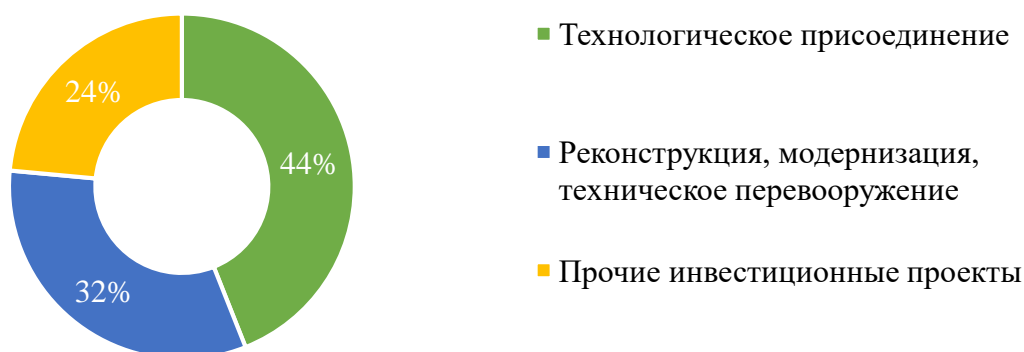 24%
44%
32%
Технологическое присоединение
Реконструкция, модернизация,
техническое перевооружение
Прочие инвестиционные проекты